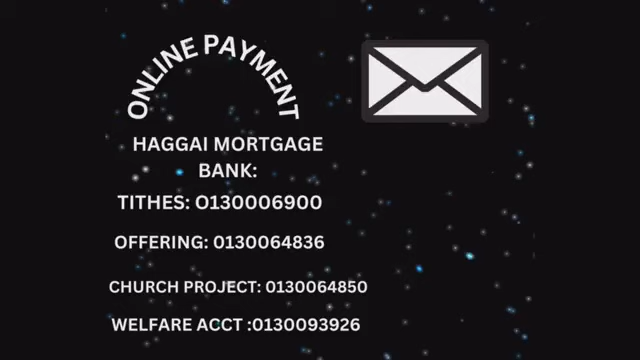 ONLINE PAYMENT
HAGGAI MORTGAGE
BANK:
TITHES: O130006900
OFFERING: 0130064836
CHURCH PROJECT: 0130064850
WELFARE ACCT :0130093926